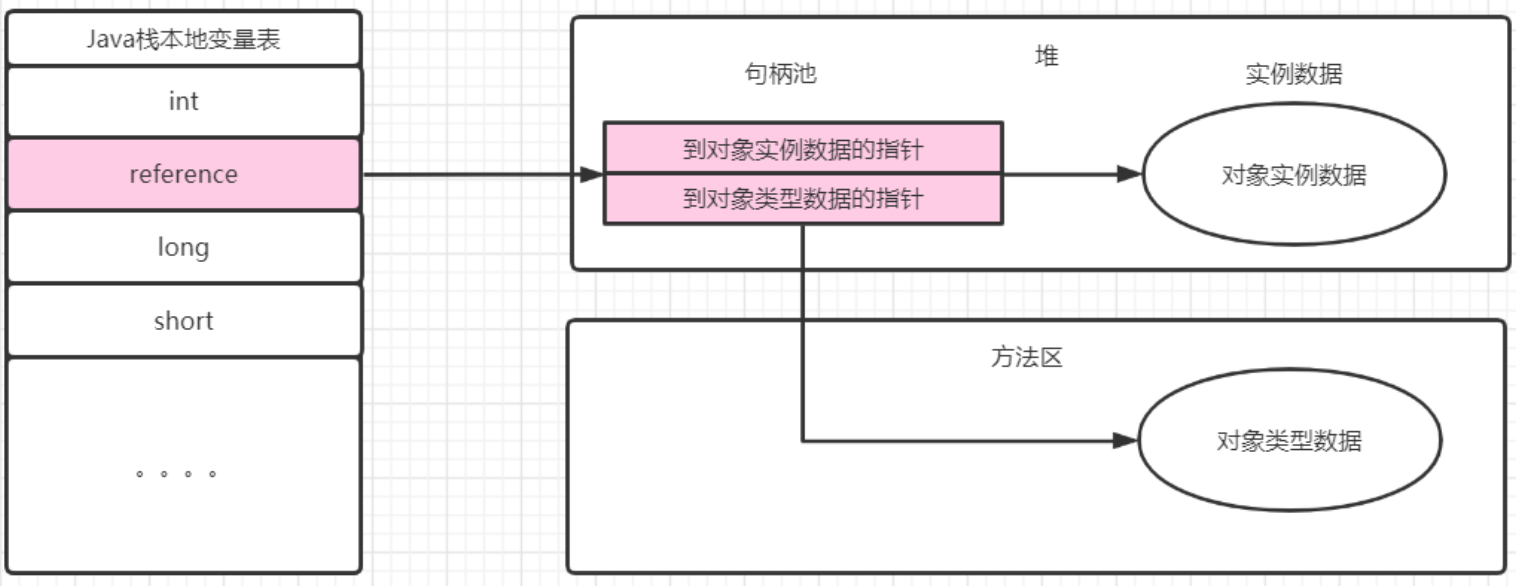 Java栈本地变量表
int
reference
long
short
。。。。
堆
句柄池
实例数据
到对象实例数据的指针
到对象类型数据的指针
对象实例数据
方法区
对象类型数据